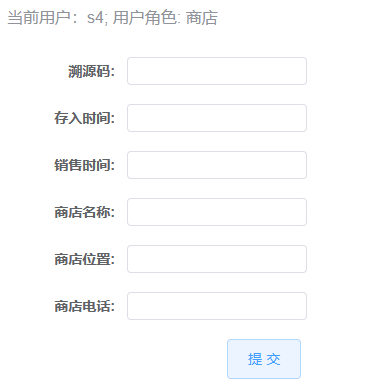 当前用户：s4; 用户角色: 商店
溯源码:
存入时间:
销售时间:
商店名称:
商店位置:
商店电话:
提 交